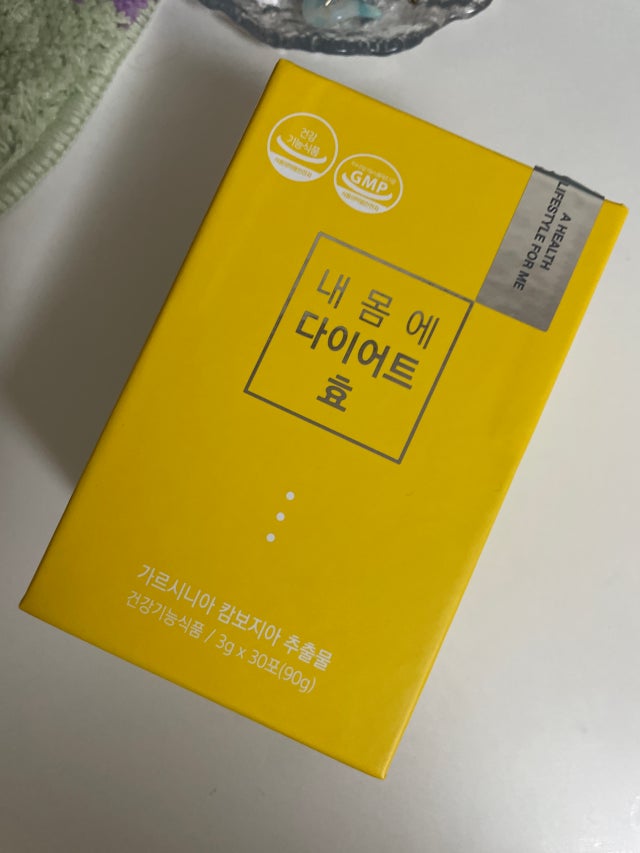 건강
기능식품
GMP
A HEALTH
LIFESTYLE FOR ME
내 몸에
다이어트
효
가르시니아 캄보지아 추출물
건강기능식품 / 3g x 30포(90g)